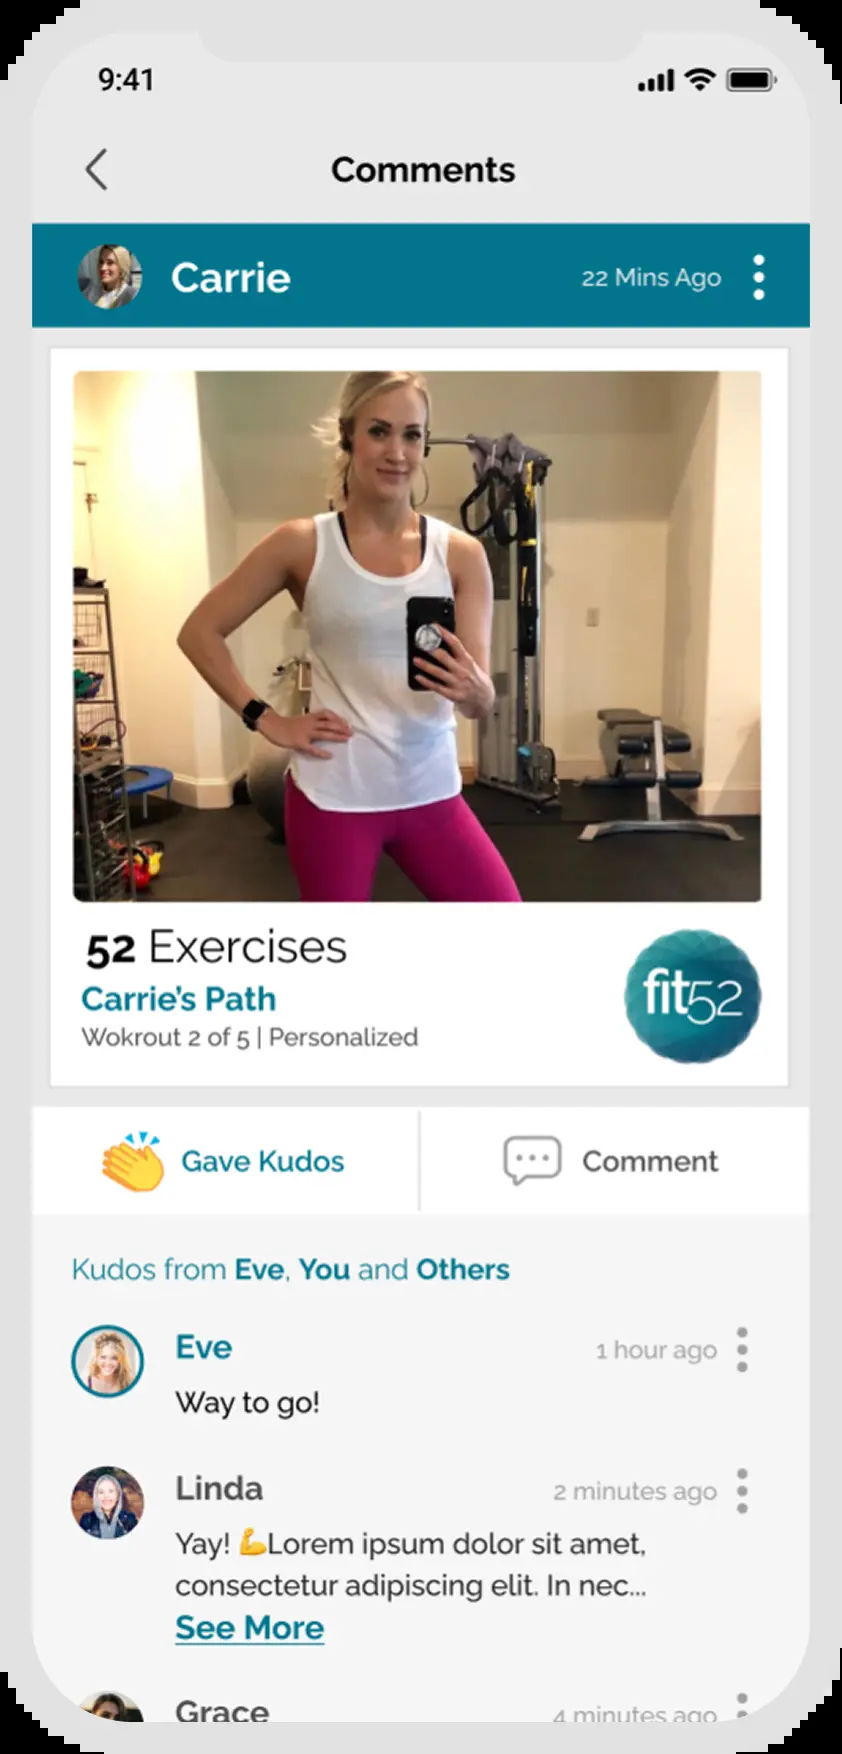 9:41
Comments
Carrie
22 Mins Ago
52 Exercises
Carrie's Path
Wokrout 2 of 5 | Personalized
fit52
Gave Kudos
Comment
Kudos from Eve, You and Others
Eve
1 hour ago
Way to go!
Linda
2 minutes ago
Yay! 💪Lorem ipsum dolor sit amet,
consectetur adipiscing elit. In nec...
See More
Grace
4 minutes ago